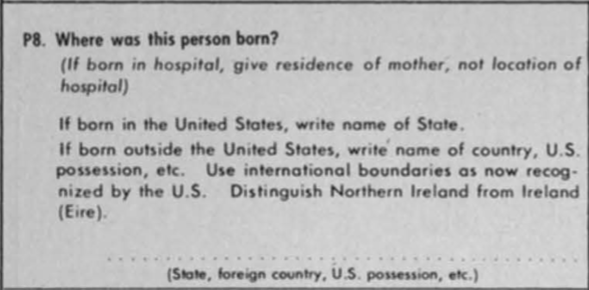 P8. Where was this person born?
(If born in hospital, give residence of mother, not location of
hospital)
If born in the United States, write name of State.
If born outside the United States, write name of country, U.S.
possession, etc. Use international boundaries as now recog-
nized by the U.S. Distinguish Northern Ireland from Ireland
(Eire).
(State, foreign country, U.S. possession, etc.)